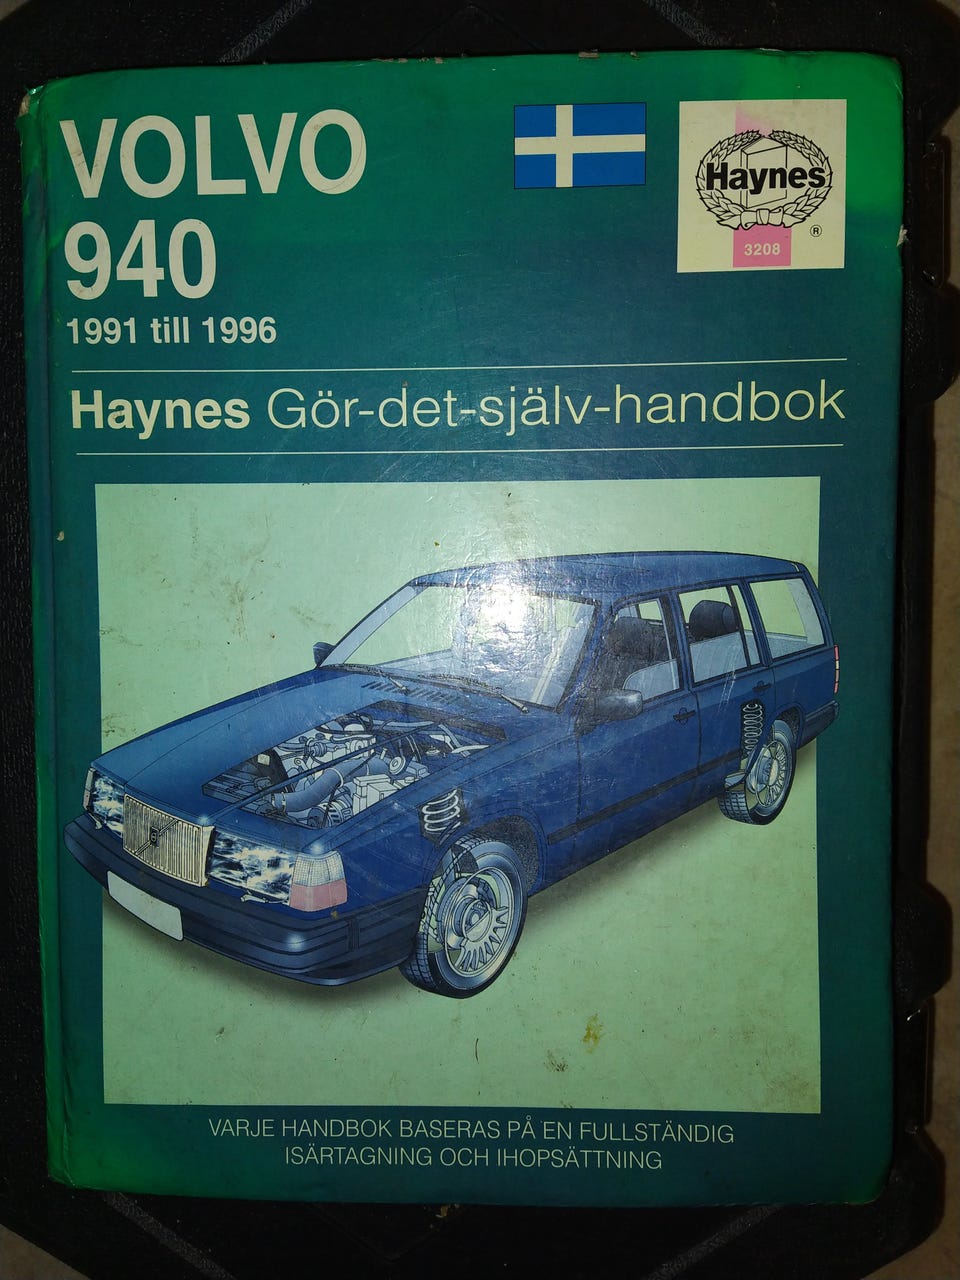 VOLVO
940
1991 till 1996
Haynes
®
3208
Haynes Gör-det-själv-handbok
VARJE HANDBOK BASERAS PÅ EN FULLSTÄNDIG
ISÄRTAGNING OCH IHOPSÄTTNING